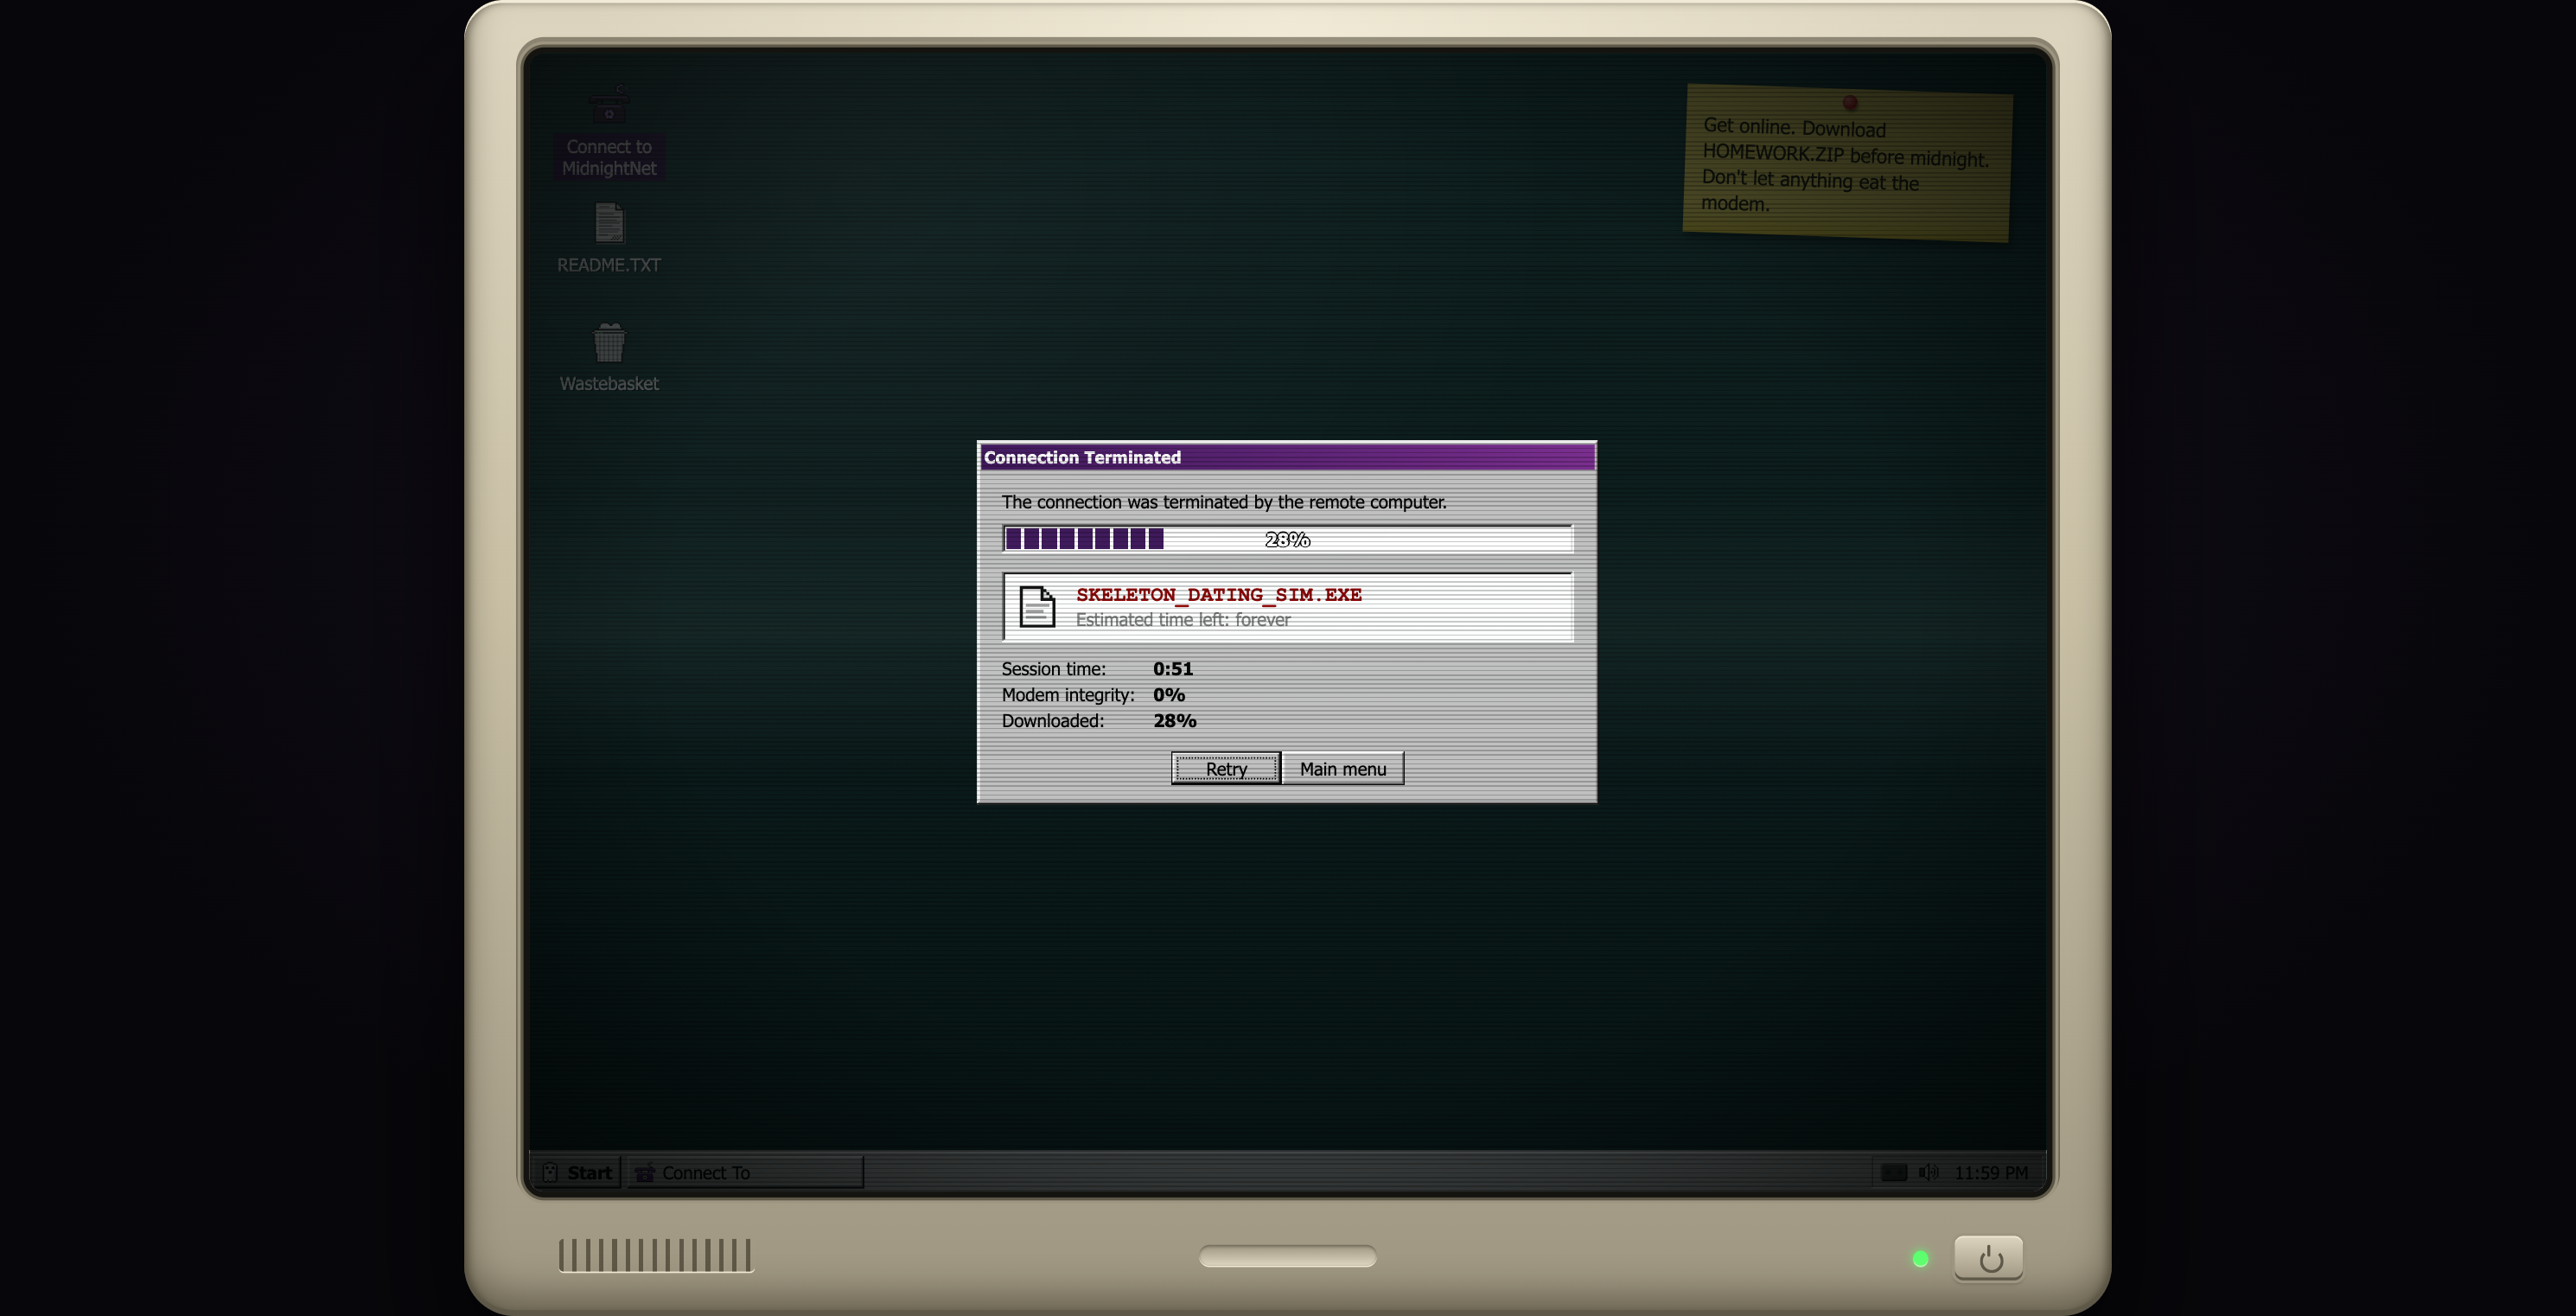 Connect to
MidnightNet
README.TXT
Wastebasket
Get online. Download
HOMEWORK.ZIP before midnight.
Don't let anything eat the
modem.
Connection Terminated
The connection was terminated by the remote computer.
28%
SKELETON_DATING_SIM.EXE
Estimated time left: forever
Session time: 0:51
Modem integrity: 0%
Downloaded: 28%
Retry Main menu
Start Connect To 11:59 PM